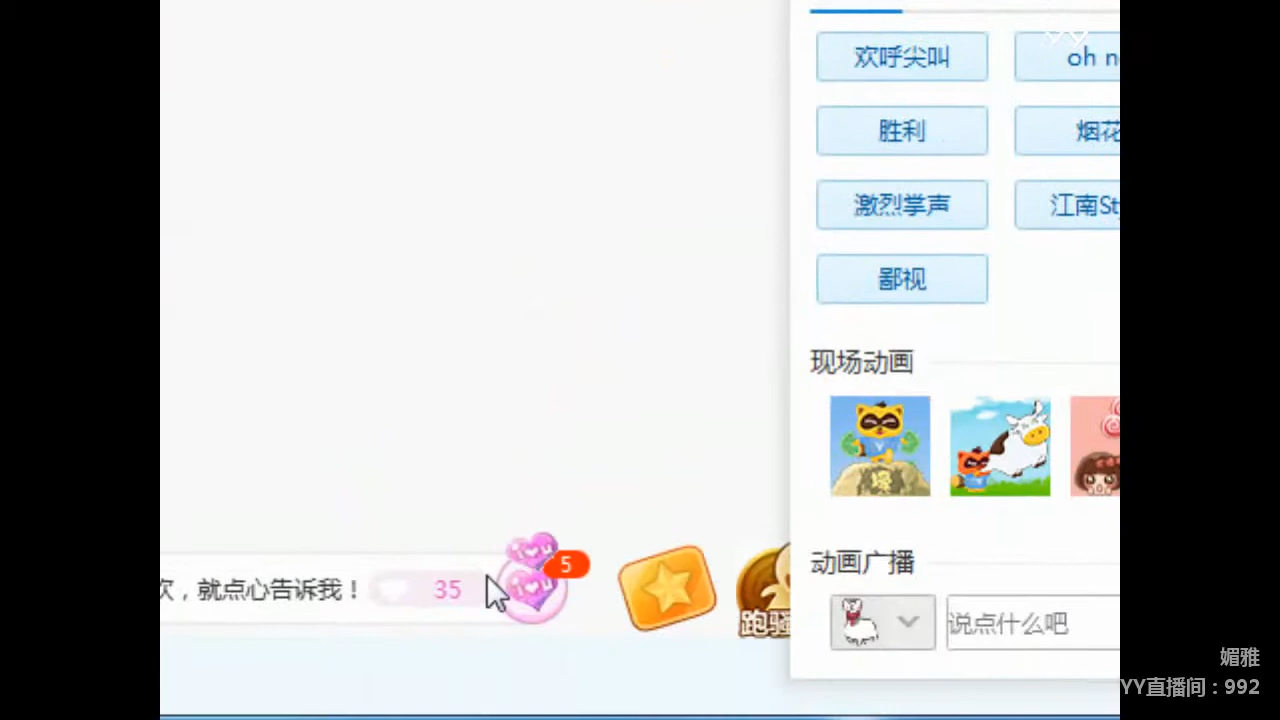 欢呼尖叫
oh n
胜利
烟花
激烈掌声
江南St
鄙视
现场动画
爆
欢，就点心告诉我！ 35
i u
i u
5
跑骚
动画广播
说点什么吧
媚雅
YY直播间：992